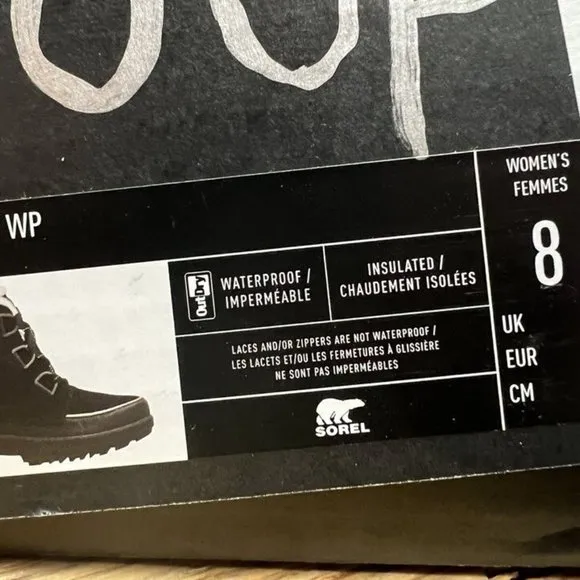 WP
OutDry
WATERPROOF /
IMPERMÉABLE
INSULATED /
CHAUDEMENT ISOLÉES
LACES AND/OR ZIPPERS ARE NOT WATERPROOF /
LES LACETS ET/OU LES FERMETURES À GLISSIÈRE
NE SONT PAS IMPERMÉABLES
SOREL
WOMEN'S
FEMMES
8
UK
EUR
CM